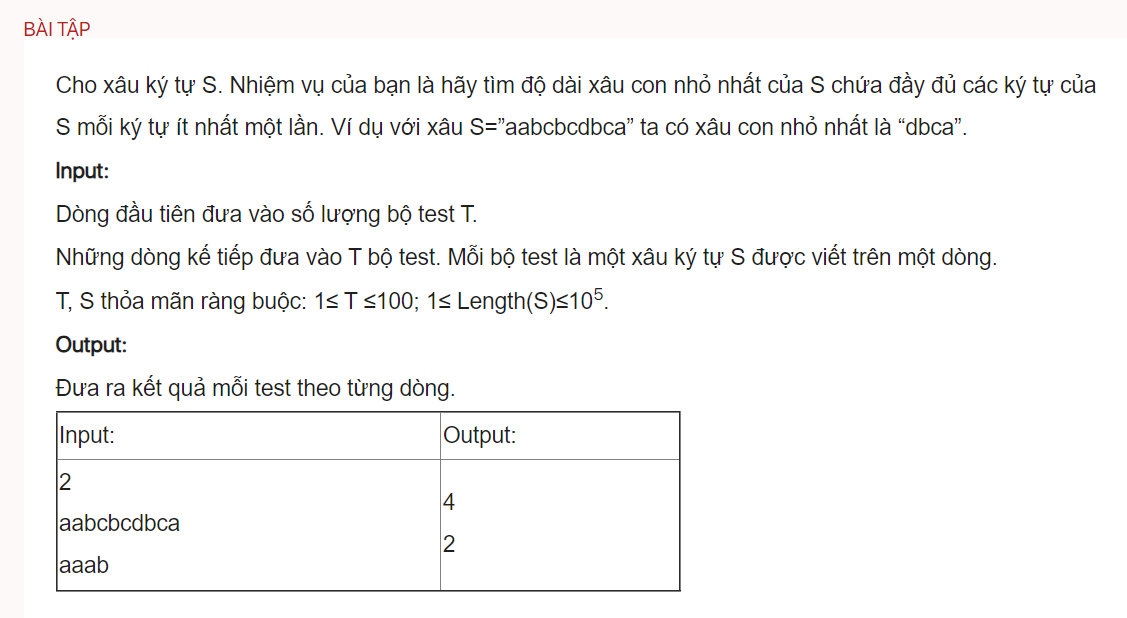 BÀI TẬP
Cho xâu ký tự S. Nhiệm vụ của bạn là hãy tìm độ dài xâu con nhỏ nhất của S chứa đầy đủ các ký tự của
S mỗi ký tự ít nhất một lần. Ví dụ với xâu S=”aabcbcdbca” ta có xâu con nhỏ nhất là “dbca”.
Input:
Dòng đầu tiên đưa vào số lượng bộ test T.
Những dòng kế tiếp đưa vào T bộ test. Mỗi bộ test là một xâu ký tự S được viết trên một dòng.
T, S thỏa mãn ràng buộc: 1≤ T ≤100; 1≤ Length(S)≤10⁵.
Output:
Đưa ra kết quả mỗi test theo từng dòng.
Input: Output:
2
aabcbcdbca
aaab
4
2